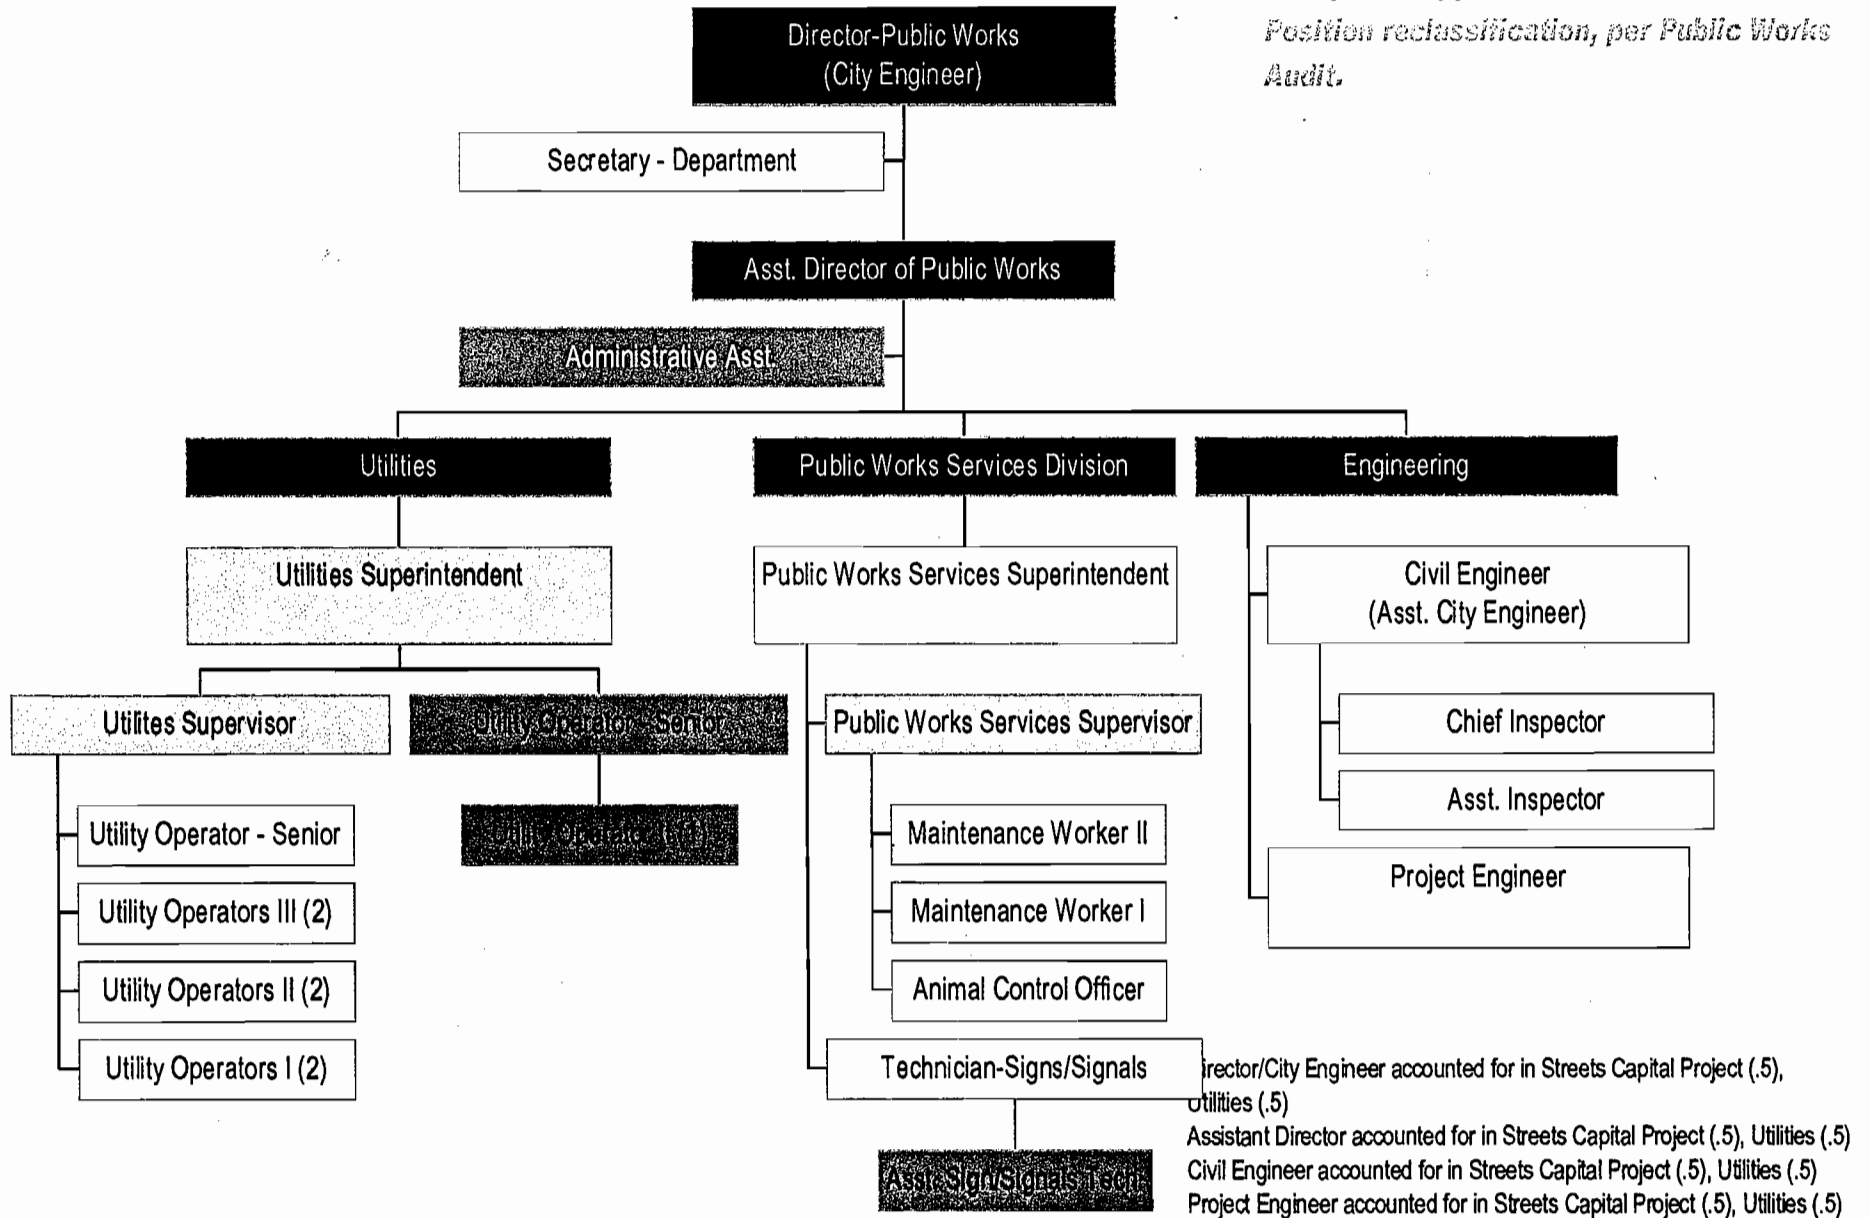 Position reclassification, per Public Works
Audit.
Director-Public Works
(City Engineer)
Secretary - Department
Asst. Director of Public Works
Administrative Asst.
Utilities
Public Works Services Division
Engineering
Utilities Superintendent
Public Works Services Superintendent
Civil Engineer
(Asst. City Engineer)
Utilites Supervisor
Utility Operator - Senior
Public Works Services Supervisor
Chief Inspector
Asst. Inspector
Utility Operator - Senior
Utility Operators III (2)
Utility Operators II (2)
Utility Operators I (2)
Utility Operator
Maintenance Worker II
Maintenance Worker I
Animal Control Officer
Project Engineer
Technician-Signs/Signals
Asst. Sign/Signals Tech
irector/City Engineer accounted for in Streets Capital Project (.5),
Utilities (.5)
Assistant Director accounted for in Streets Capital Project (.5), Utilities (.5)
Civil Engineer accounted for in Streets Capital Project (.5), Utilities (.5)
Project Engineer accounted for in Streets Capital Project (.5), Utilities (.5)